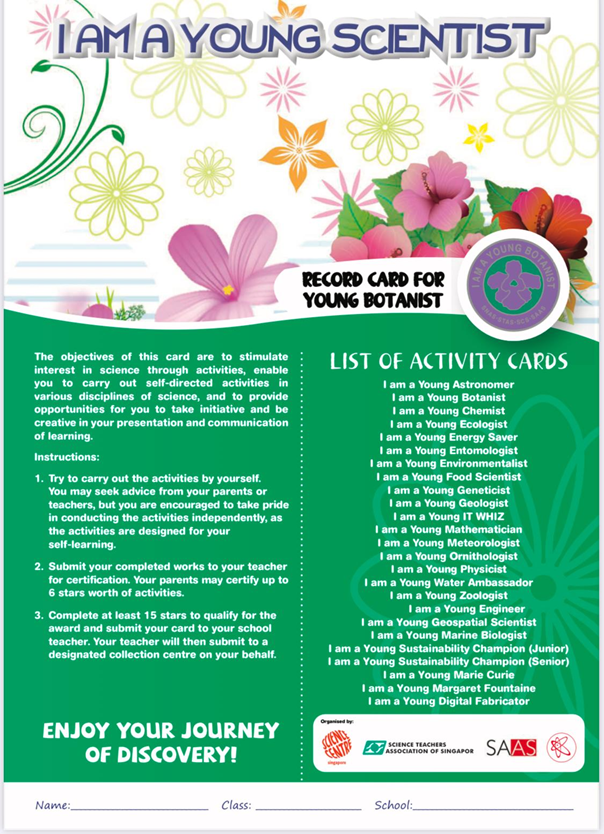 I AM A YOUNG SCIENTIST
RECORD CARD FOR
YOUNG BOTANIST
I AM A YOUNG BOTANIST
The objectives of this card are to stimulate
interest in science through activities, enable
you to carry out self-directed activities in
various disciplines of science, and to provide
opportunities for you to take initiative and be
creative in your presentation and communication
of learning.
Instructions:
1. Try to carry out the activities by yourself.
You may seek advice from your parents or
teachers, but you are encouraged to take pride
in conducting the activities independently, as
the activities are designed for your
self-learning.
2. Submit your completed works to your teacher
for certification. Your parents may certify up to
6 stars worth of activities.
3. Complete at least 15 stars to qualify for the
award and submit your card to your school
teacher. Your teacher will then submit to a
designated collection centre on your behalf.
ENJOY YOUR JOURNEY
OF DISCOVERY!
LIST OF ACTIVITY CARDS
I am a Young Astronomer
I am a Young Botanist
I am a Young Chemist
I am a Young Ecologist
I am a Young Energy Saver
I am a Young Entomologist
I am a Young Environmentalist
I am a Young Food Scientist
I am a Young Geneticist
I am a Young Geologist
I am a Young IT WHIZ
I am a Young Mathematician
I am a Young Meteorologist
I am a Young Ornithologist
I am a Young Physicist
I am a Young Water Ambassador
I am a Young Zoologist
I am a Young Engineer
I am a Young Geospatial Scientist
I am a Young Marine Biologist
I am a Young Sustainability Champion (Junior)
I am a Young Sustainability Champion (Senior)
I am a Young Marie Curie
I am a Young Margaret Fountaine
I am a Young Digital Fabricator
Organised by:
SCIENCE
CENTRE
singapore
SCIENCE TEACHERS
ASSOCIATION OF SINGAPOR
SAAS
Name: Class: School: